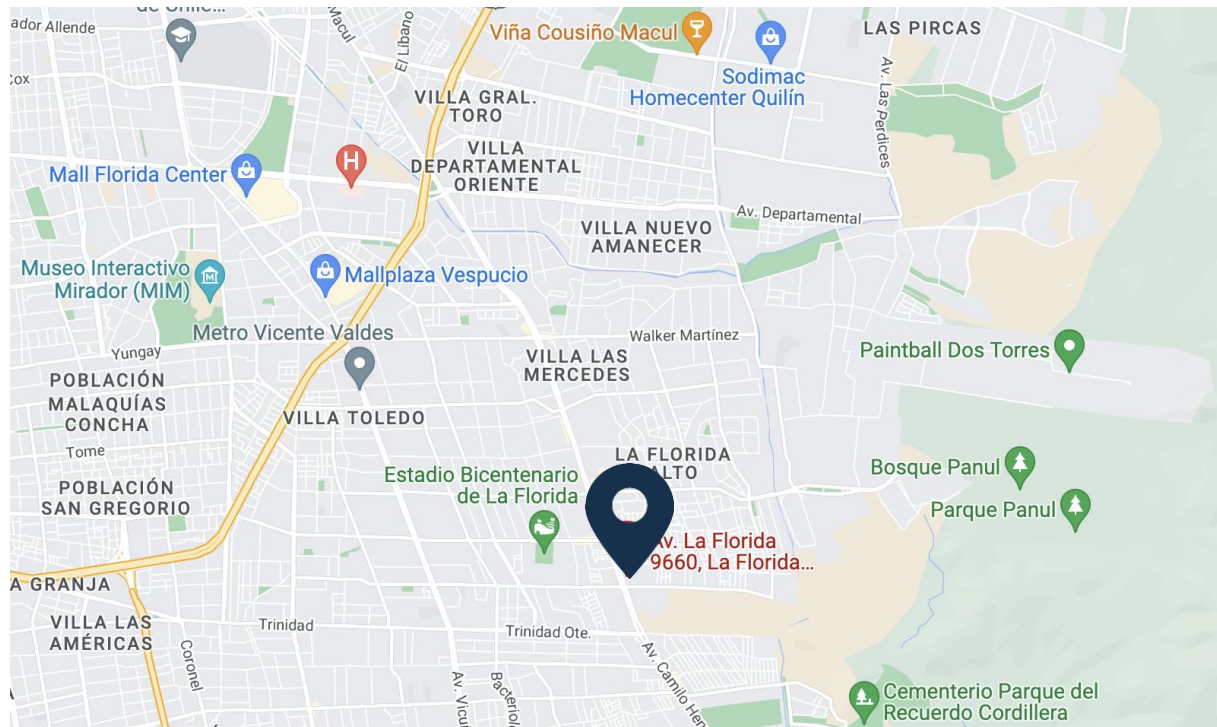 de Chile...
ador Allende
Cox
Macul
El Líbano
Viña Cousiño Macul
Sodimac
Homecenter Quilín
LAS PIRCAS
Av. Las Perdices
VILLA GRAL.
TORO
VILLA
DEPARTAMENTAL
ORIENTE
H
Mall Florida Center
Av. Departamental
VILLA NUEVO
AMANECER
Museo Interactivo
Mirador (MIM)
Mallplaza Vespucio
Metro Vicente Valdes
Walker Martínez
Yungay
VILLA LAS
MERCEDES
Paintball Dos Torres
POBLACIÓN
MALAQUÍAS
CONCHA
VILLA TOLEDO
Tome
LA FLORIDA
ALTO
Estadio Bicentenario
de La Florida
Bosque Panul
POBLACIÓN
SAN GREGORIO
Parque Panul
Av. La Florida
9660, La Florida...
A GRANJA
VILLA LAS
AMÉRICAS
Trinidad
Trinidad Ote.
Coronel
Av. Vicu
Bacteriol
Av. Camilo Hen
Cementerio Parque del
Recuerdo Cordillera